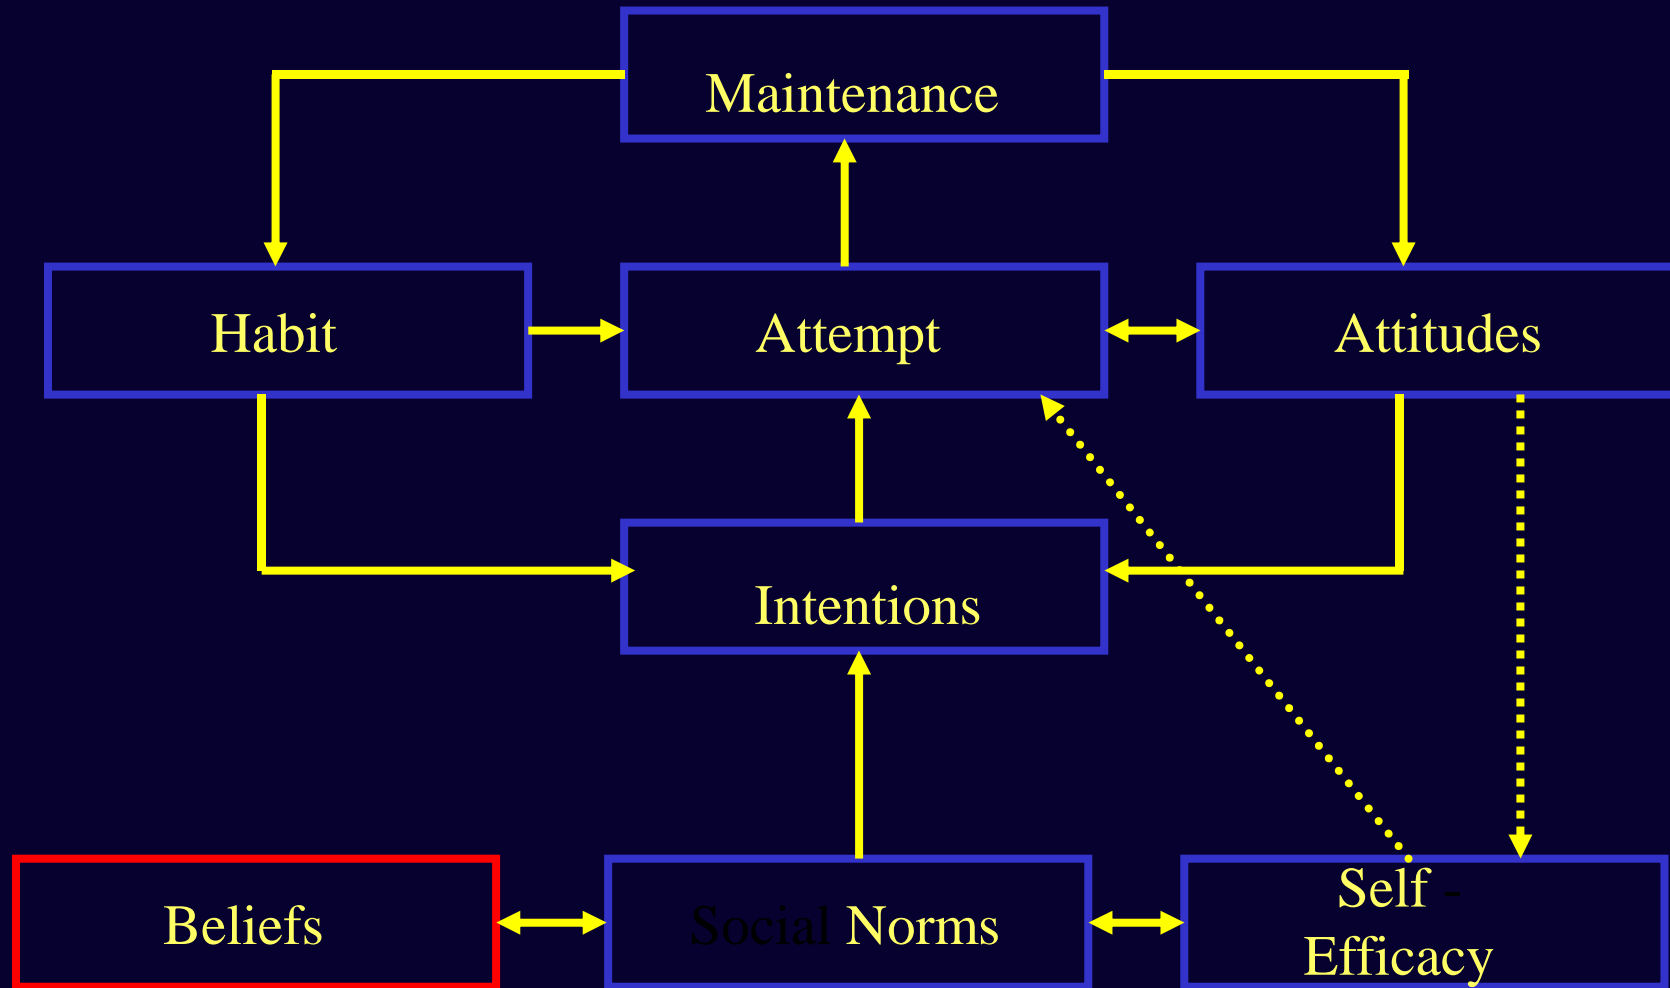 Maintenance
Habit
Attempt
Attitudes
Intentions
Beliefs
Social Norms
Self -
Efficacy